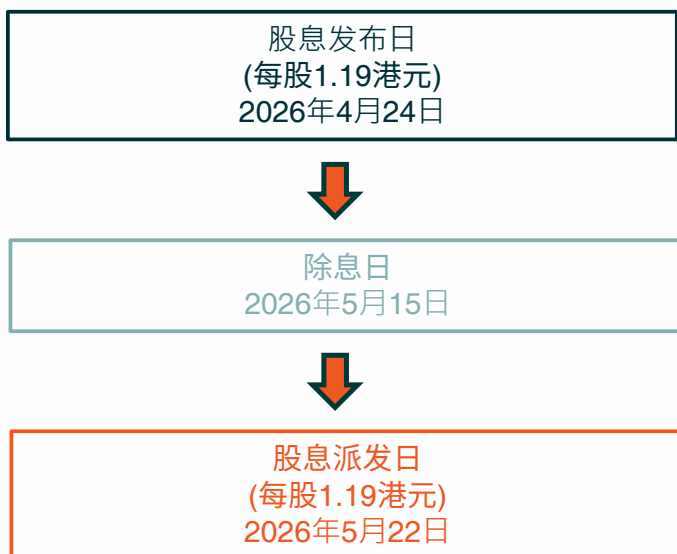 股息发布日
(每股1.19港元)
2026年4月24日
除息日
2026年5月15日
股息派发日
(每股1.19港元)
2026年5月22日